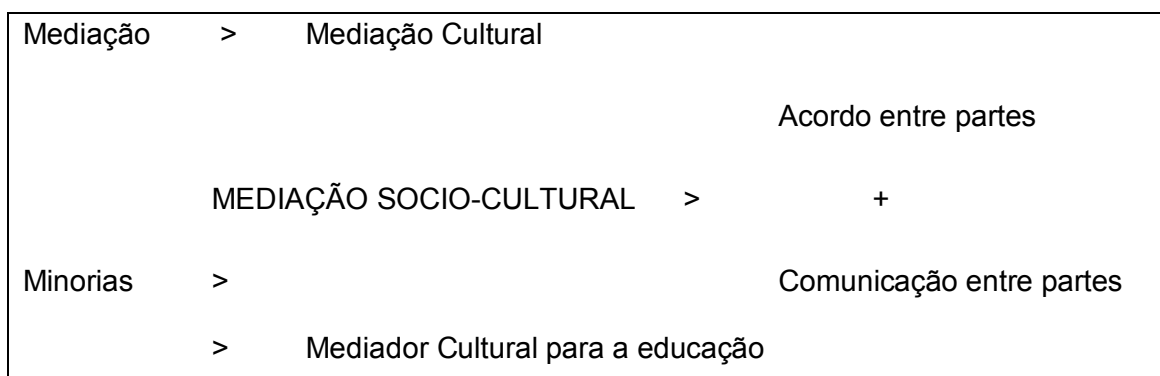 Mediação > Mediação Cultural
Acordo entre partes
MEDIAÇÃO SOCIO-CULTURAL > +
Minorias > Comunicação entre partes
> Mediador Cultural para a educação